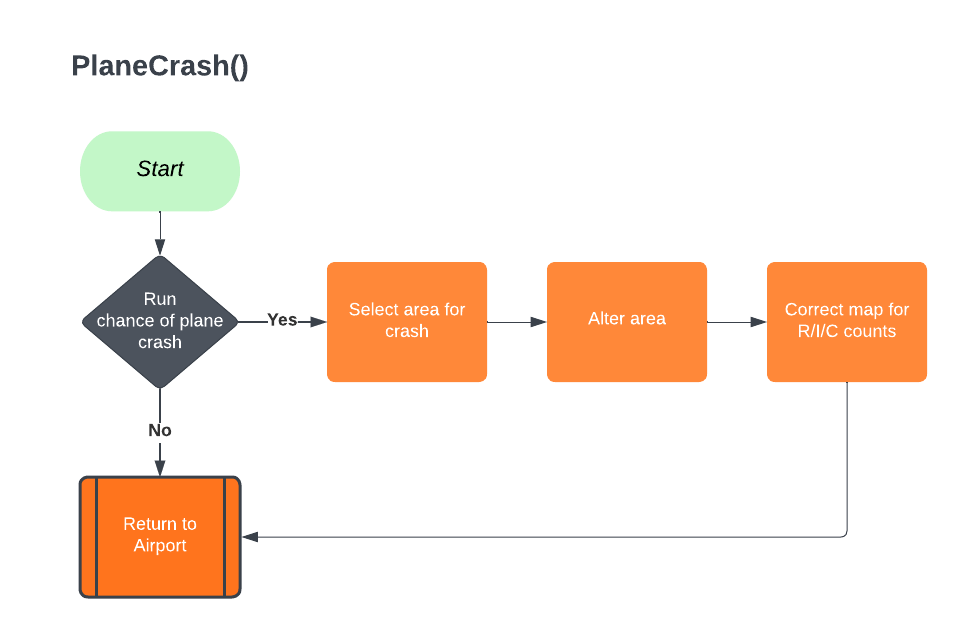 PlaneCrash()
Start
Run
chance of plane
crash
Yes
Select area for
crash
Alter area
Correct map for
R/I/C counts
No
Return to
Airport